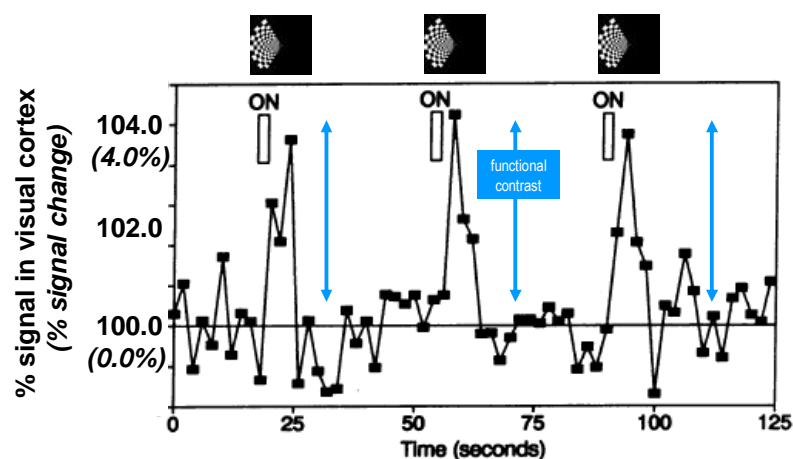 ON
ON
ON
% signal in visual cortex
(% signal change)
104.0
(4.0%)
102.0
100.0
(0.0%)
functional
contrast
0
25
50
75
100
125
Time (seconds)